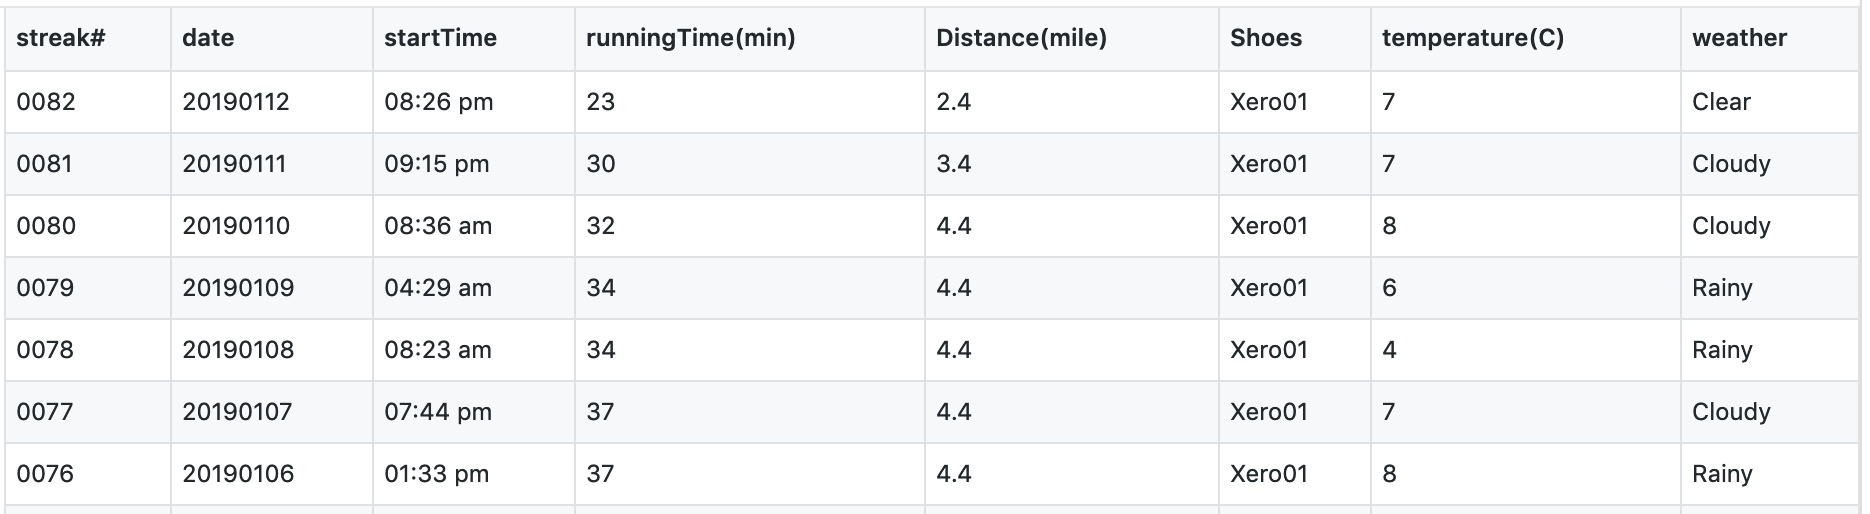 streak# date startTime runningTime(min) Distance(mile) Shoes temperature(C) weather
0082 20190112 08:26 pm 23 2.4 Xero01 7 Clear
0081 20190111 09:15 pm 30 3.4 Xero01 7 Cloudy
0080 20190110 08:36 am 32 4.4 Xero01 8 Cloudy
0079 20190109 04:29 am 34 4.4 Xero01 6 Rainy
0078 20190108 08:23 am 34 4.4 Xero01 4 Rainy
0077 20190107 07:44 pm 37 4.4 Xero01 7 Cloudy
0076 20190106 01:33 pm 37 4.4 Xero01 8 Rainy